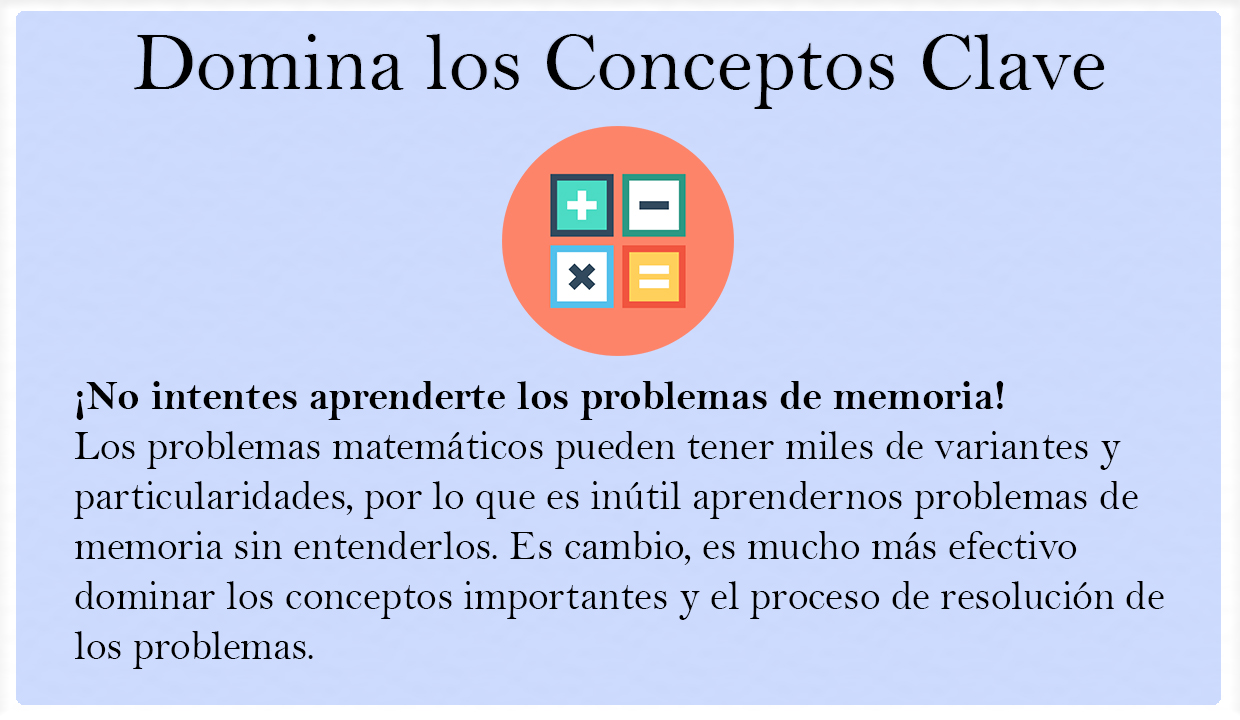 Domina los Conceptos Clave
¡No intentes aprenderte los problemas de memoria!
Los problemas matemáticos pueden tener miles de variantes y
particularidades, por lo que es inútil aprendernos problemas de
memoria sin entenderlos. Es cambio, es mucho más efectivo
dominar los conceptos importantes y el proceso de resolución de
los problemas.